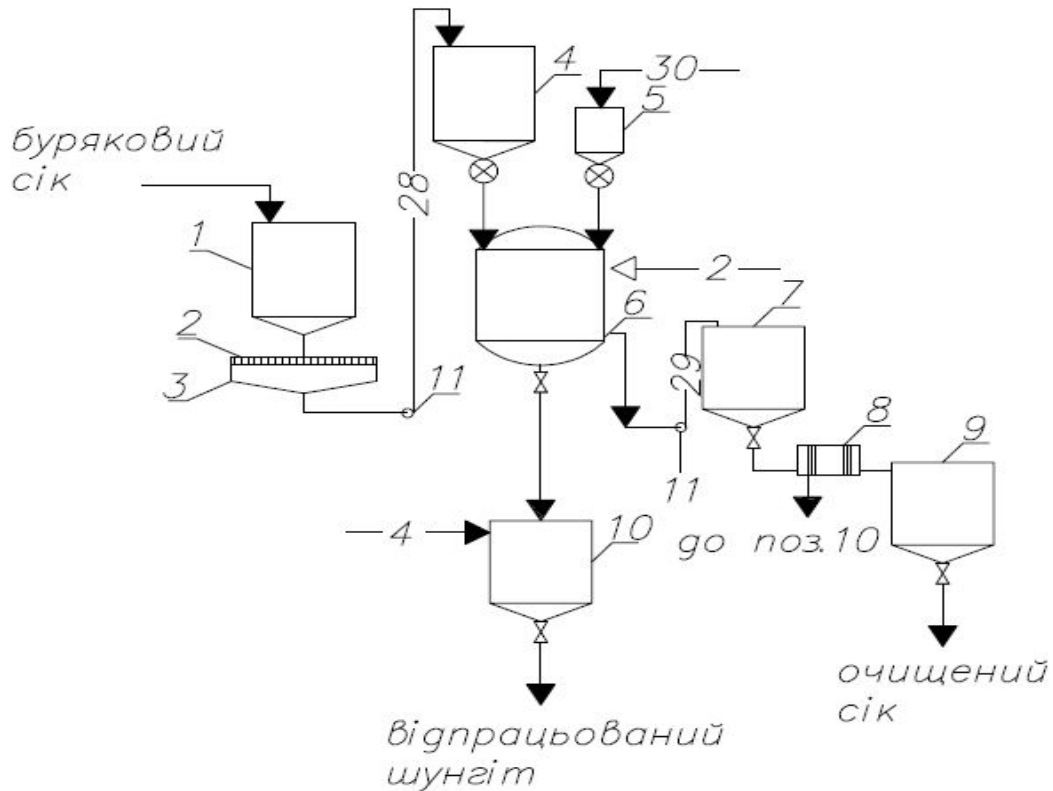 4
30
5
буряковий
сік
28
1
2
6
7
2
3
11
29
8
9
11
4
10
до поз.10
очищений
сік
відпрацьований
шунгіт